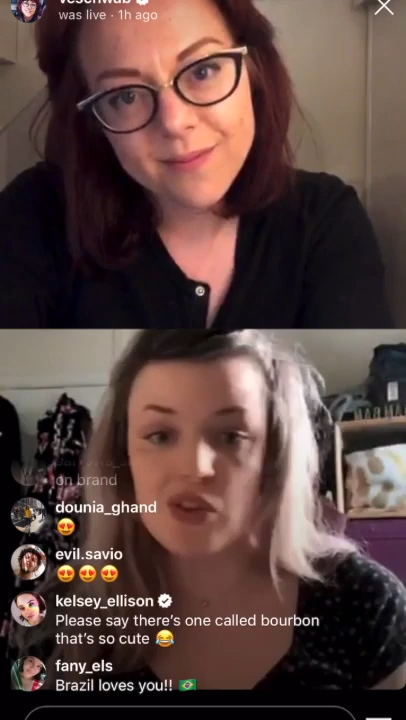 was live · 1h ago
on brand
dounia_ghand
😍
evil.savio
😍😍😍
kelsey_ellison
Please say there's one called bourbon
that's so cute 😂
fany_els
Brazil loves you!! 🇧🇷